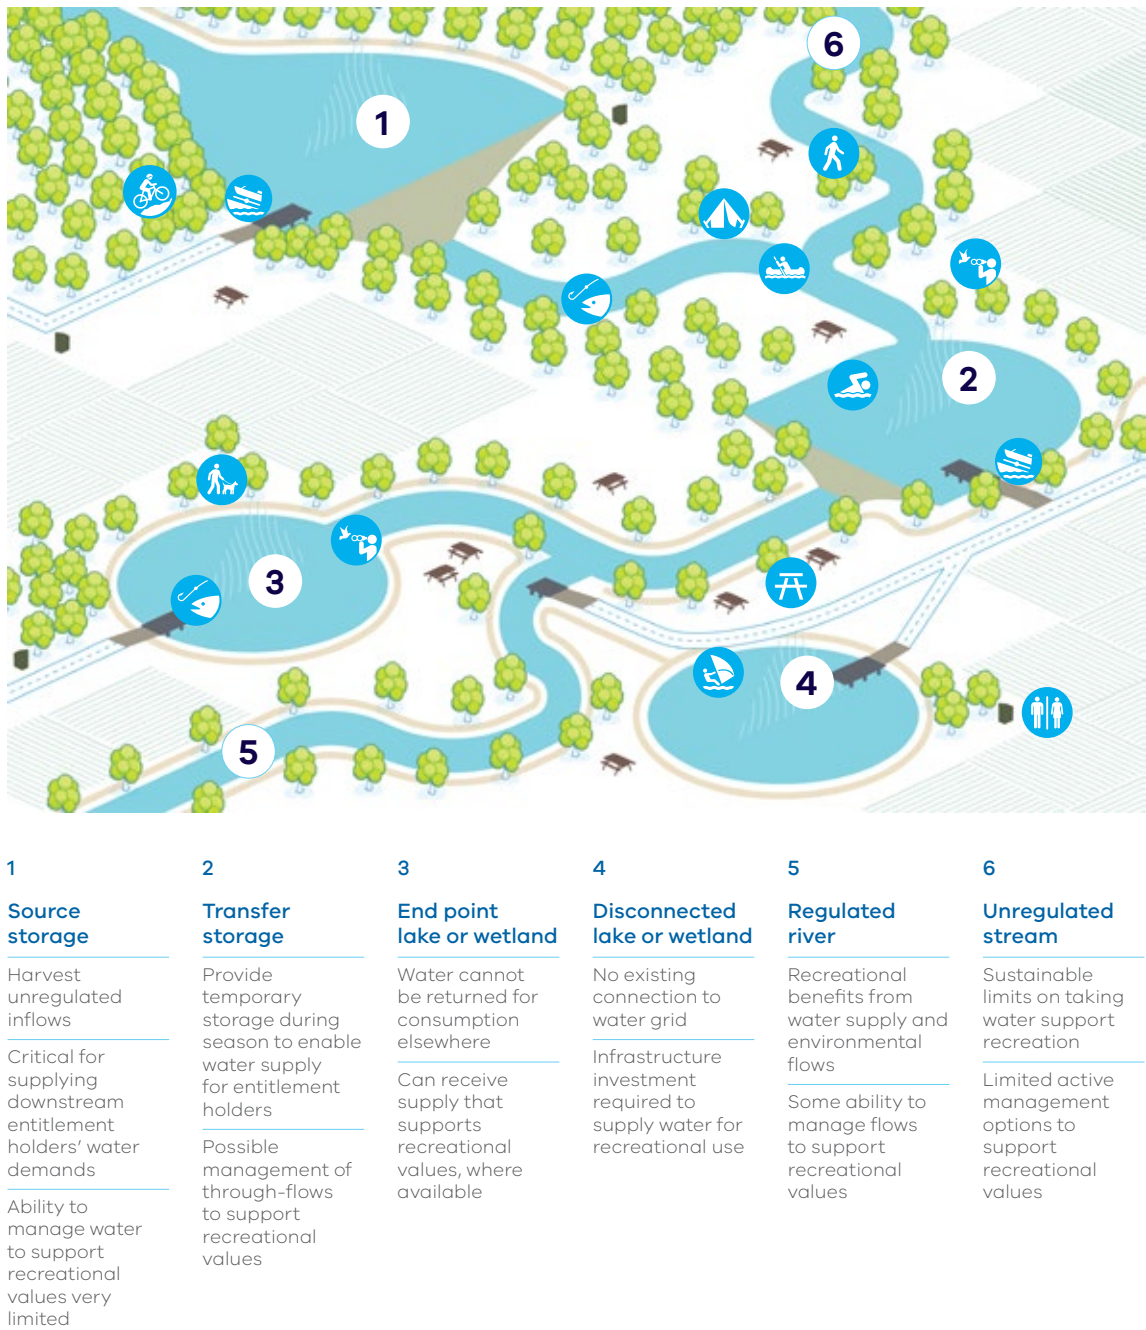 6
1
2
3
4
5
1
Source
storage
Harvest
unregulated
inflows
Critical for
supplying
downstream
entitlement
holders’ water
demands
Ability to
manage water
to support
recreational
values very
limited
2
Transfer
storage
Provide
temporary
storage during
season to enable
water supply
for entitlement
holders
Possible
management of
through-flows
to support
recreational
values
3
End point
lake or wetland
Water cannot
be returned for
consumption
elsewhere
Can receive
supply that
supports
recreational
values, where
available
4
Disconnected
lake or wetland
No existing
connection to
water grid
Infrastructure
investment
required to
supply water for
recreational use
5
Regulated
river
Recreational
benefits from
water supply and
environmental
flows
Some ability to
manage flows
to support
recreational
values
6
Unregulated
stream
Sustainable
limits on taking
water support
recreation
Limited active
management
options to
support
recreational
values